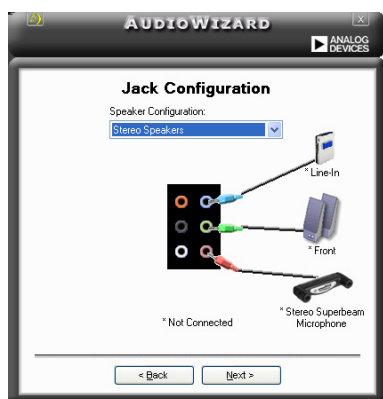 AUDIOWIZARD
ANALOG
DEVICES
Jack Configuration
Speaker Configuration:
Stereo Speakers
* Line-In
* Front
* Stereo Superbeam
Microphone
* Not Connected
< Back
Next >